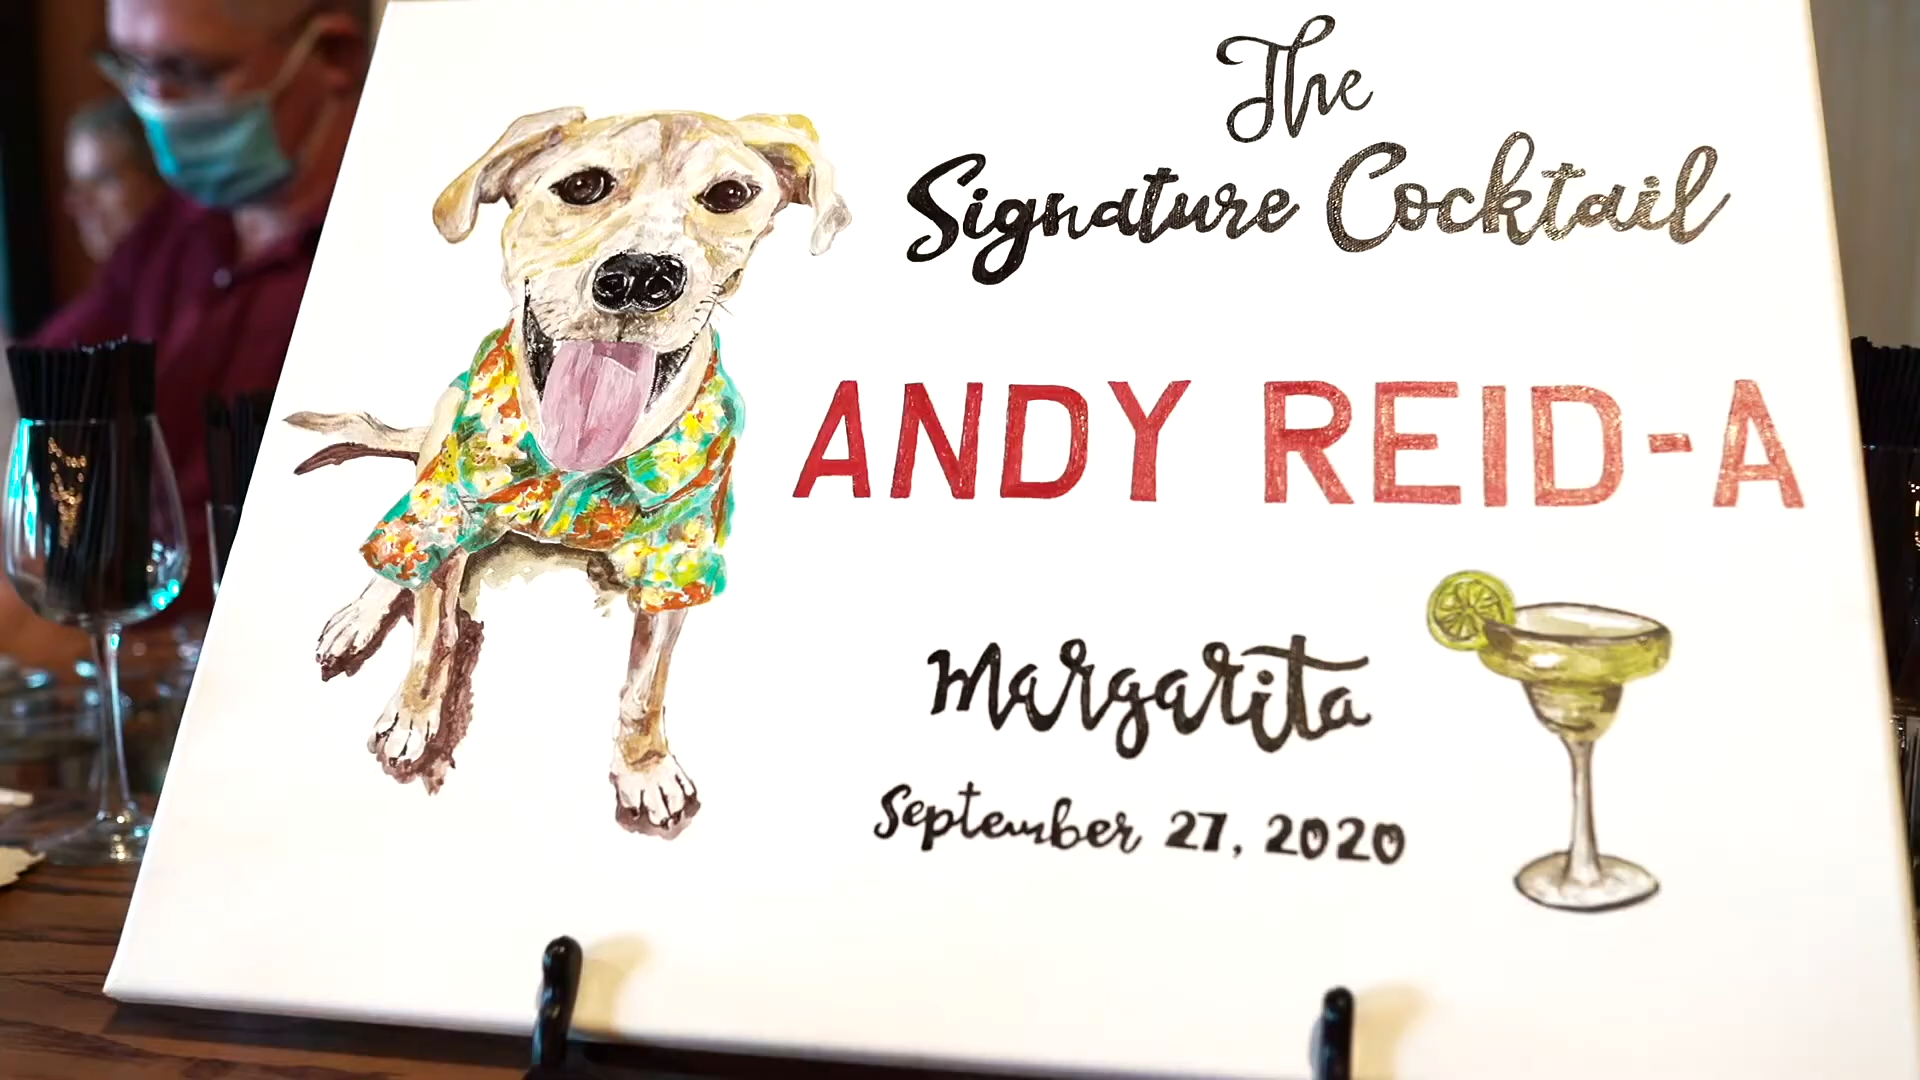 The
Signature Cocktail
ANDY REID-A
Margarita
September 27, 2020